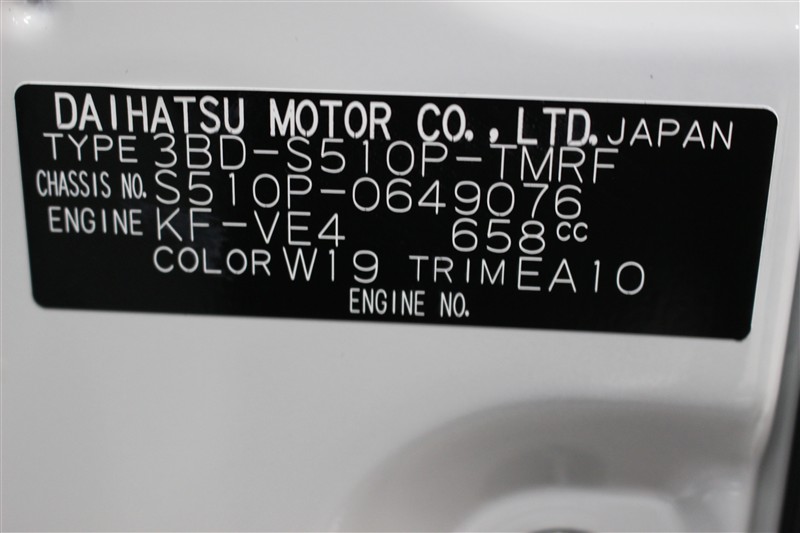 DAIHATSU MOTOR CO., LTD. JAPAN
TYPE 3BD-S510P-TMRF
CHASSIS NO. S510P-0649076
ENGINE KF-VE4 658cc
COLOR W19 TRIM EA10
ENGINE NO.